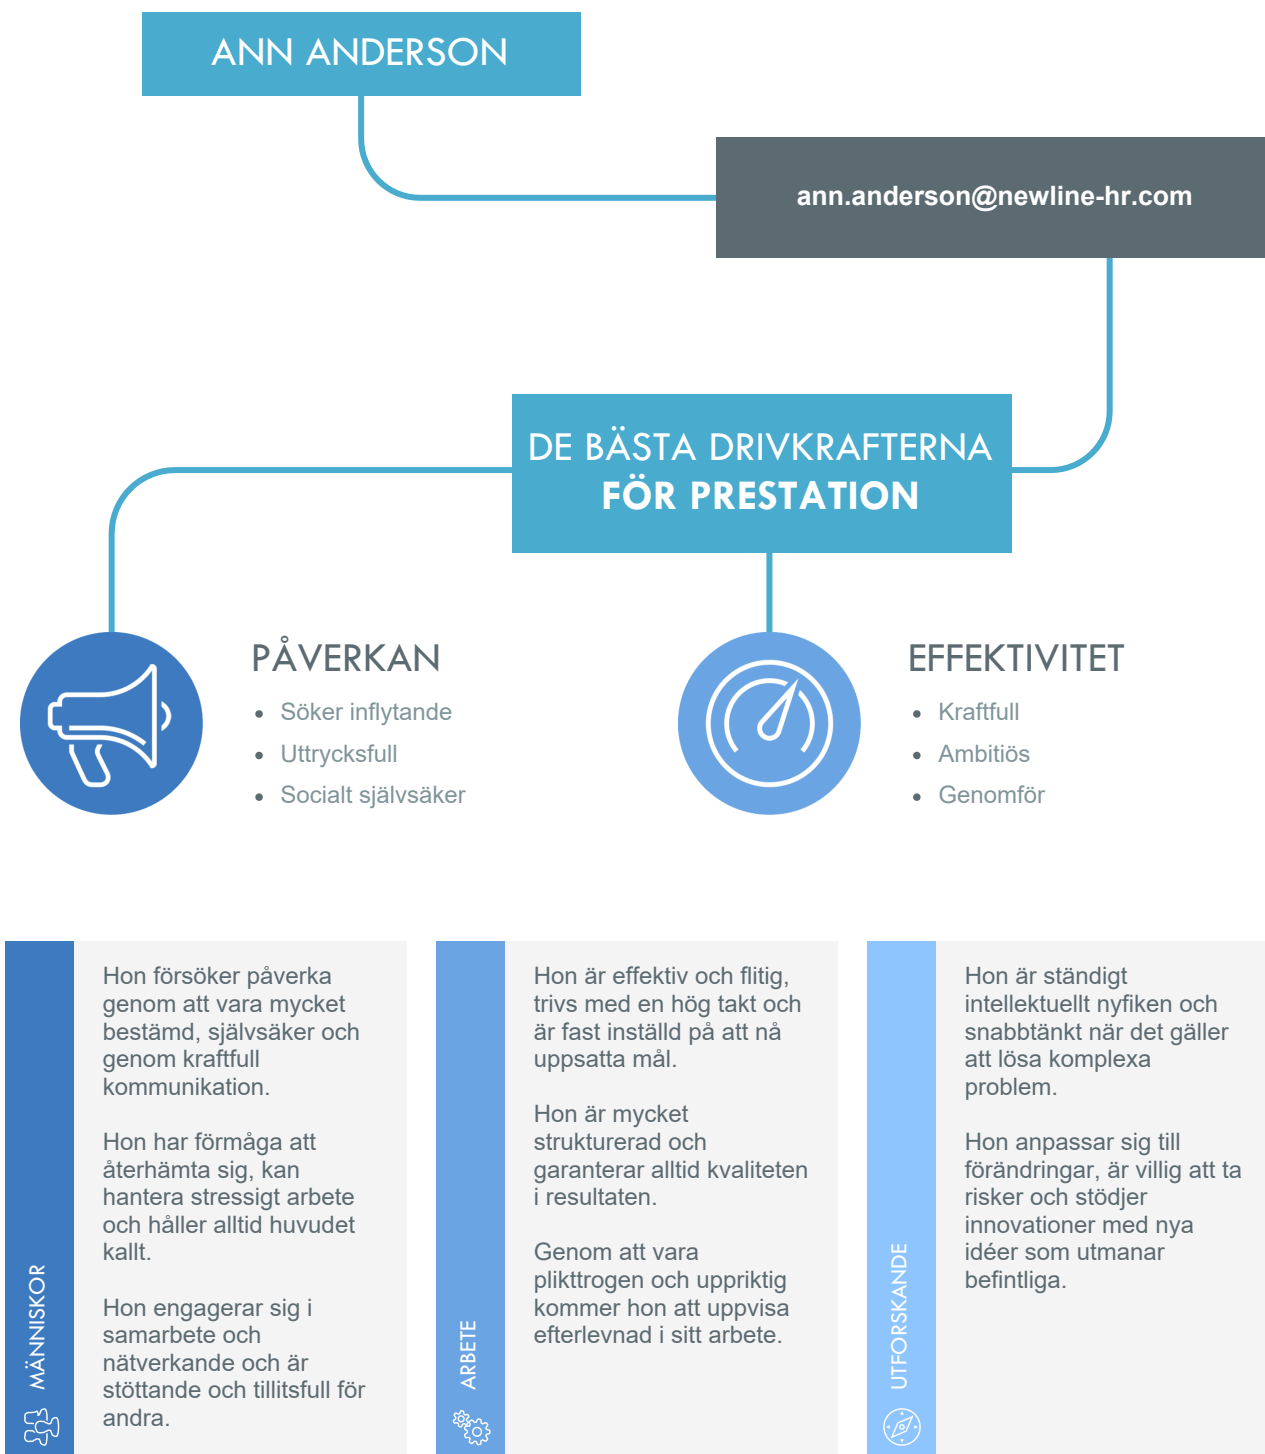 ANN ANDERSON
ann.anderson@newline-hr.com
DE BÄSTA DRIVKRAFTERNA
FÖR PRESTATION
PÅVERKAN
• Söker inflytande
• Uttrycksfull
• Socialt självsäker
EFFEKTIVITET
• Kraftfull
• Ambitiös
• Genomför
MÄNNISKOR
Hon försöker påverka
genom att vara mycket
bestämd, självsäker och
genom kraftfull
kommunikation.
Hon har förmåga att
återhämta sig, kan
hantera stressigt arbete
och håller alltid huvudet
kallt.
Hon engagerar sig i
samarbete och
nätverkande och är
stöttande och tillitsfull för
andra.
ARBETE
Hon är effektiv och flitig,
trivs med en hög takt och
är fast inställd på att nå
uppsatta mål.
Hon är mycket
strukturerad och
garanterar alltid kvaliteten
i resultaten.
Genom att vara
plikttrogen och uppriktig
kommer hon att uppvisa
efterlevnad i sitt arbete.
UTFORSKANDE
Hon är ständigt
intellektuellt nyfiken och
snabbtänkt när det gäller
att lösa komplexa
problem.
Hon anpassar sig till
förändringar, är villig att ta
risker och stödjer
innovationer med nya
idéer som utmanar
befintliga.